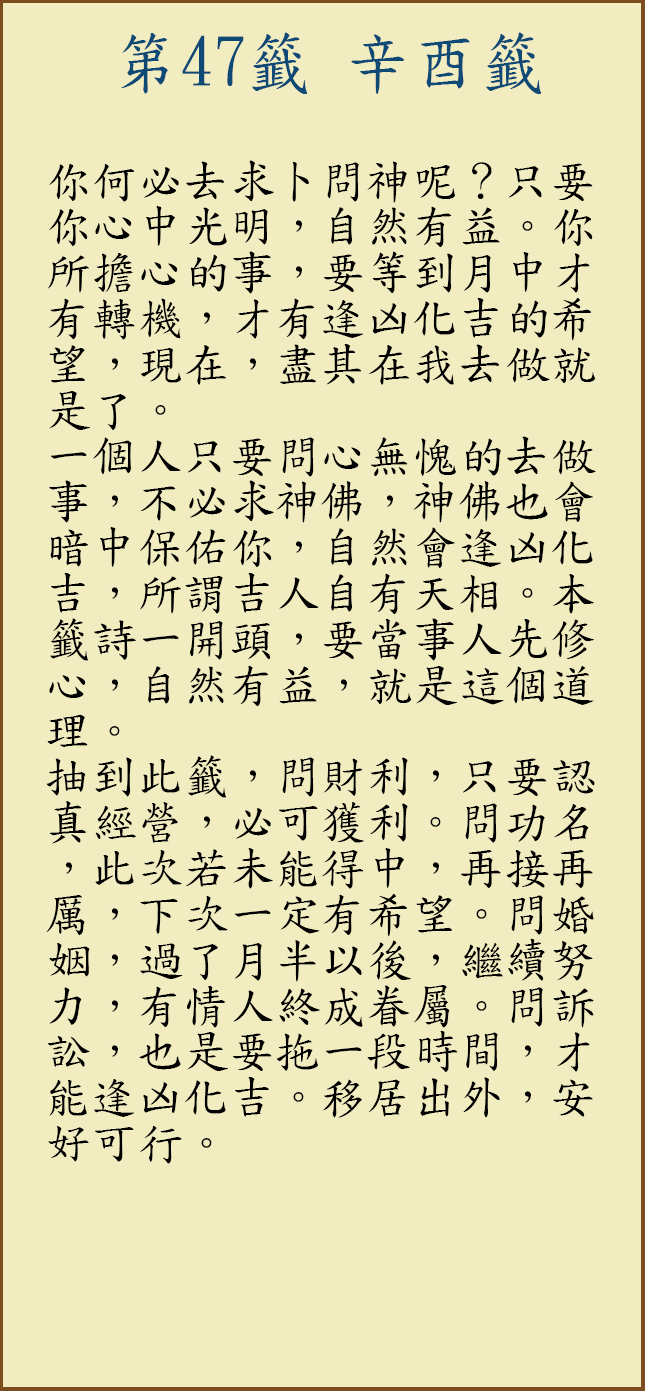 第47籤 辛酉籤
你何必去求卜問神呢？只要
你心中光明，自然有益。你
所擔心的事，要等到月中才
有轉機，才有逢凶化吉的希
望，現在，盡其在我去做就
是了。
一個人只要問心無愧的去做
事，不必求神佛，神佛也會
暗中保佑你，自然會逢凶化
吉，所謂吉人自有天相。本
籤詩一開頭，要當事人先修
心，自然有益，就是這個道
理。
抽到此籤，問財利，只要認
真經營，必可獲利。問功名
，此次若未能得中，再接再
厲，下次一定有希望。問婚
姻，過了月半以後，繼續努
力，有情人終成眷屬。問訴
訟，也是要拖一段時間，才
能逢凶化吉。移居出外，安
好可行。